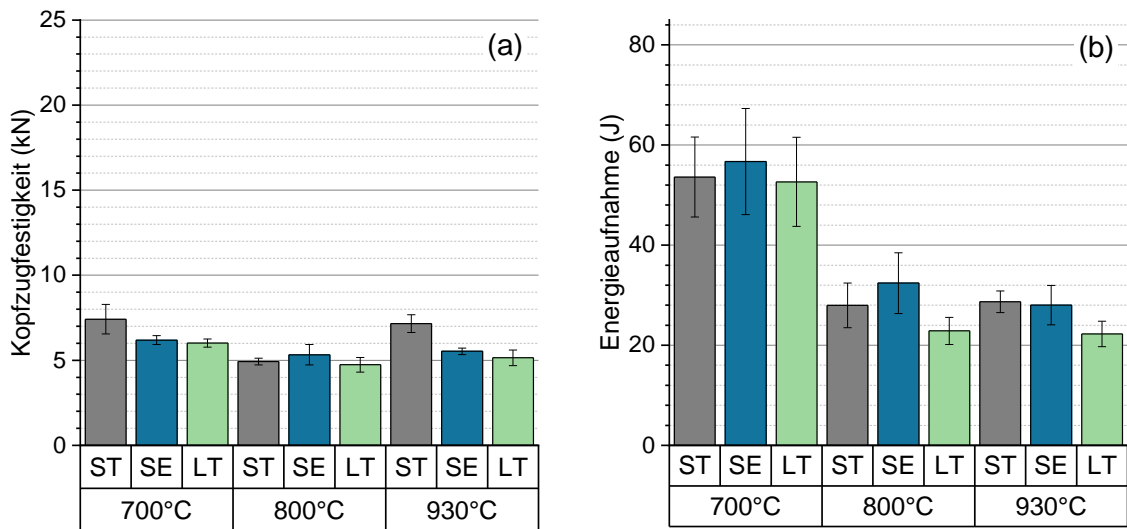 25
20
15
10
5
0
Kopfzugfestigkeit (kN)
(a)
ST SE LT ST SE LT ST SE LT
700°C 800°C 930°C
80
60
40
20
0
Energieaufnahme (J)
(b)
ST SE LT ST SE LT ST SE LT
700°C 800°C 930°C